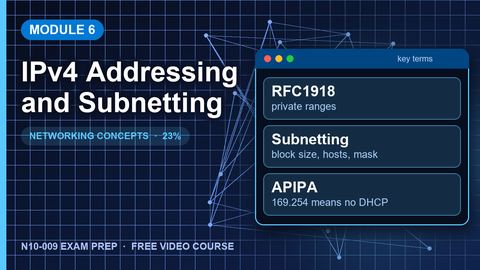 MODULE 6
IPv4 Addressing
and Subnetting
NETWORKING CONCEPTS · 23%
N10-009 EXAM PREP · FREE VIDEO COURSE
key terms
RFC1918
private ranges
Subnetting
block size, hosts, mask
APIPA
169.254 means no DHCP